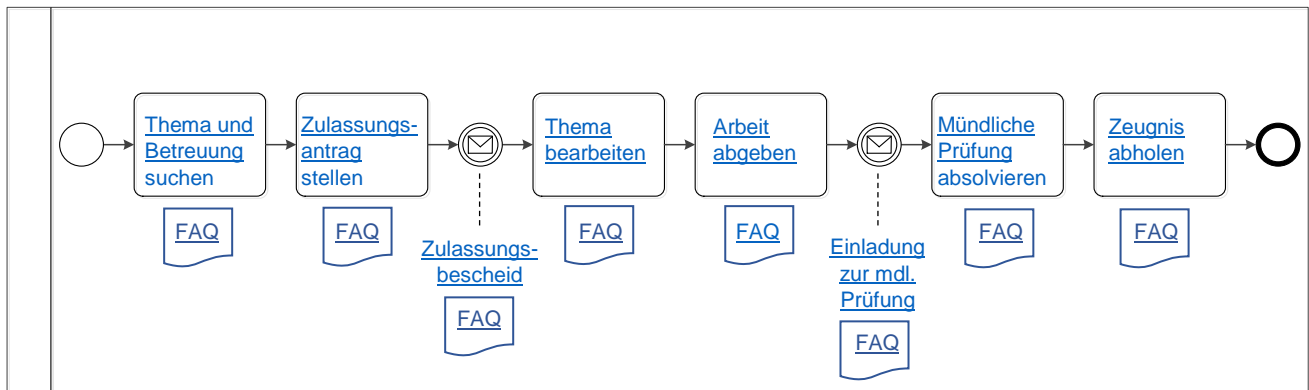 Thema und
Betreuung
suchen
FAQ
Zulassungs-
antrag
stellen
FAQ
Zulassungs-
bescheid
FAQ
Thema
bearbeiten
FAQ
Arbeit
abgeben
FAQ
Einladung
zur mdl.
Prüfung
FAQ
Mündliche
Prüfung
absolvieren
FAQ
Zeugnis
abholen
FAQ